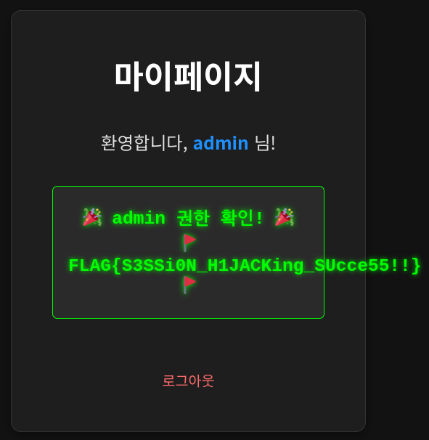 마이페이지
환영합니다, admin 님!
🎉 admin 권한 확인! 🎉
🚩
FLAG{S3SSi0N_H1JACKing_SUcce55!!}
🚩
로그아웃